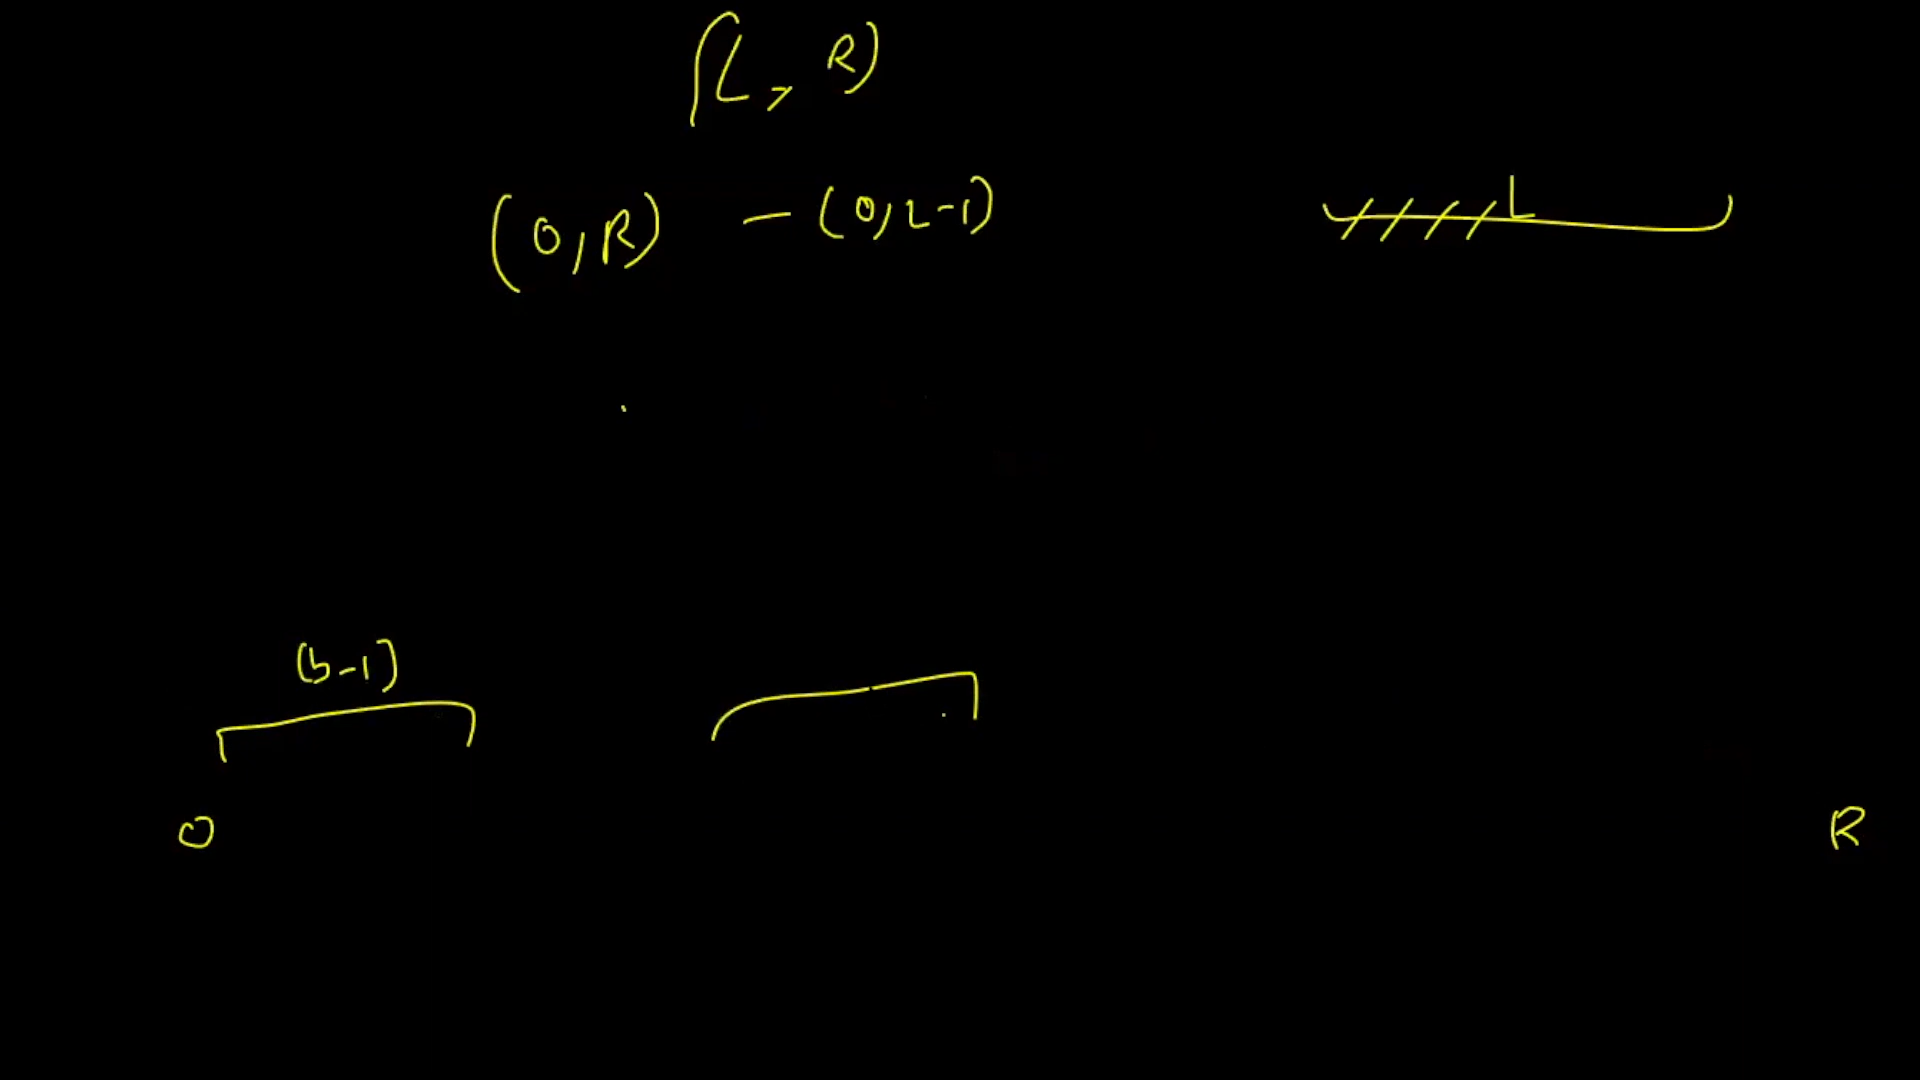 (L, R)
(0, R) - (0, L-1)
L
(b-1)
0
R